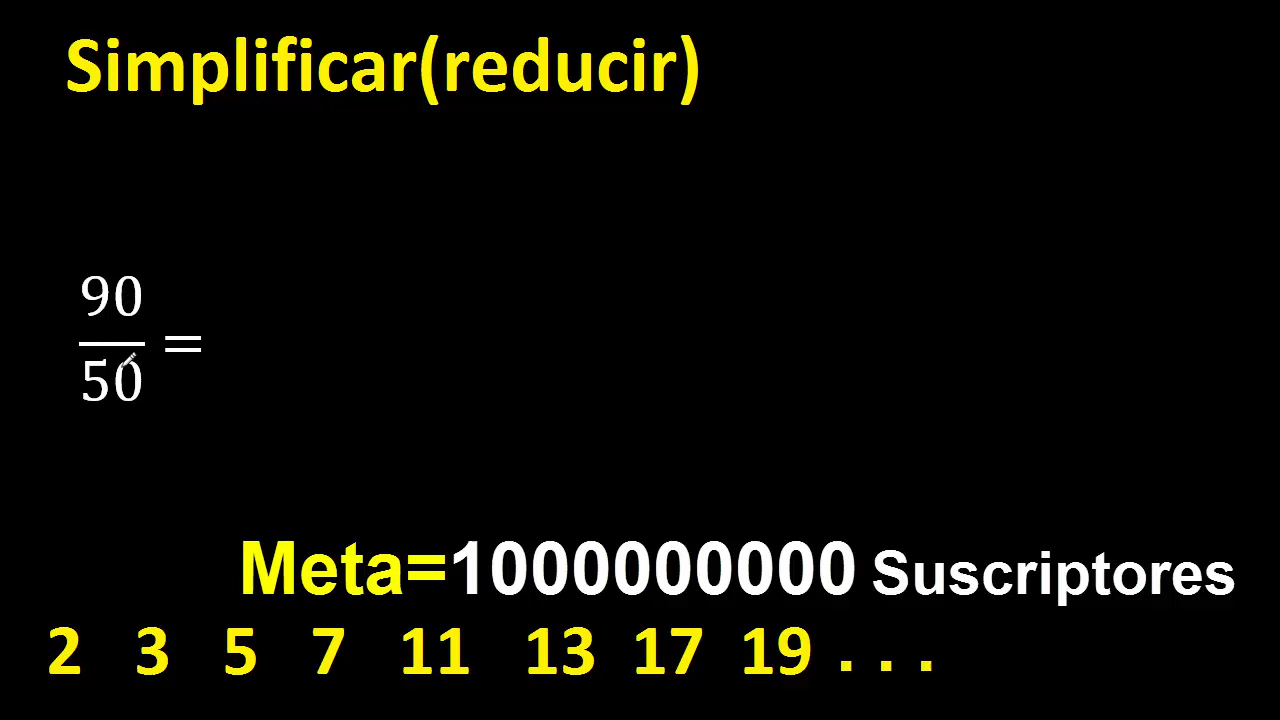 Simplificar(reducir)
90
50 =
Meta=1000000000 Suscriptores
2 3 5 7 11 13 17 19 . . .